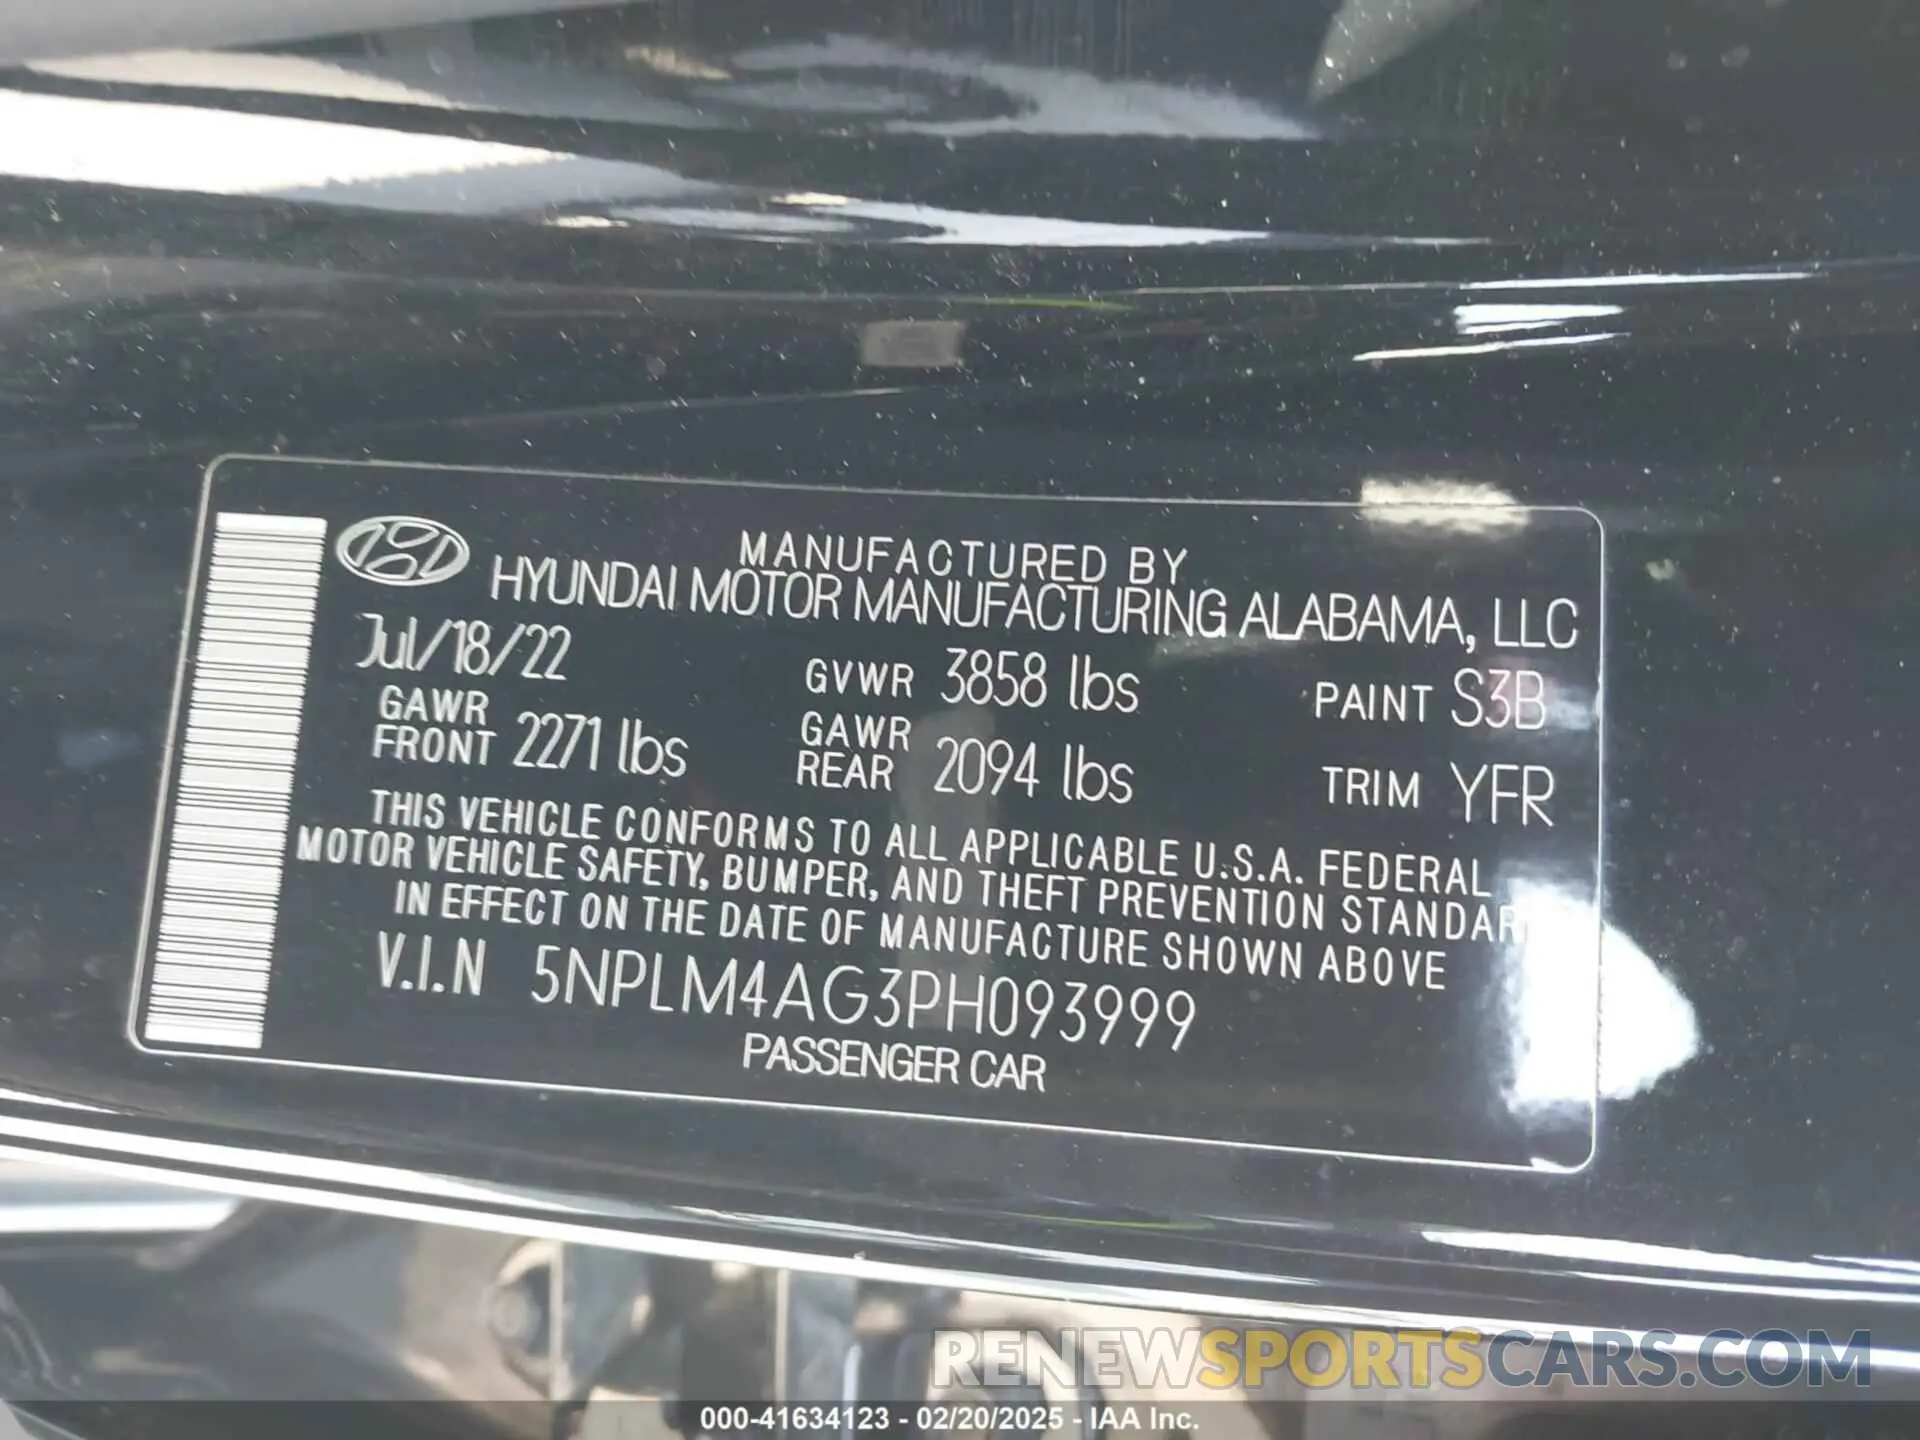 MANUFACTURED BY
HYUNDAI MOTOR MANUFACTURING ALABAMA, LLC
Jul/18/22 GVWR 3858 lbs PAINT S3B
GAWR FRONT 2271 lbs GAWR REAR 2094 lbs TRIM YFR
THIS VEHICLE CONFORMS TO ALL APPLICABLE U.S.A. FEDERAL
MOTOR VEHICLE SAFETY, BUMPER, AND THEFT PREVENTION STANDAR
IN EFFECT ON THE DATE OF MANUFACTURE SHOWN ABOVE
V.I.N 5NPLM4AG3PH093999
PASSENGER CAR
RENEWSPORTSCARS.COM
000-41634123 - 02/20/2025 - IAA Inc.